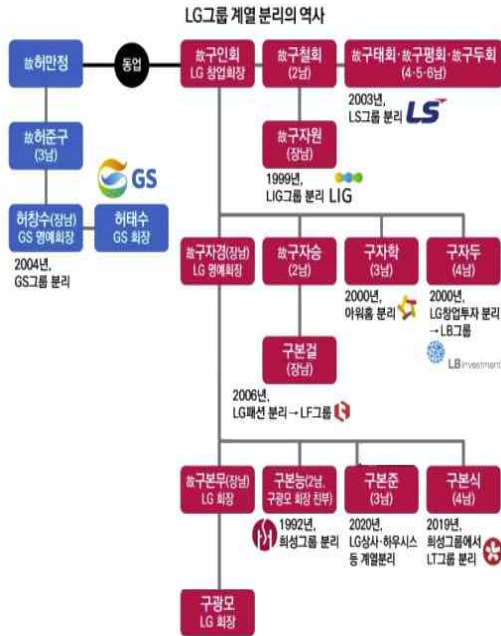 LG그룹 계열 분리의 역사
故허만정
동업
故구인회
LG 창업회장
故구철회
(2남)
故구태회·故구평회·故두회
(4·5·6남)
2003년,
LS그룹 분리
LS
故허준구
(3남)
故구자원
(장남)
GS
1999년,
LIG그룹 분리
LIG
허창수(장남)
GS 명예회장
허태수
GS 회장
2004년,
GS그룹 분리
故구자경(장남)
LG 명예회장
故구자승
(2남)
구자학
(3남)
구자두
(4남)
2000년,
아워홈 분리
2000년,
LG창업투자 분리
→LB그룹
LB investment
구본걸
(장남)
2006년,
LG패션 분리→LF그룹
故구본무(장남)
LG 회장
구본능(2남,
구광모 회장 친부)
구본준
(3남)
구본식
(4남)
1992년,
희성그룹 분리
2020년,
LG상사·하우시스
등 계열분리
2019년,
희성그룹에서
LT그룹 분리
구광모
LG 회장